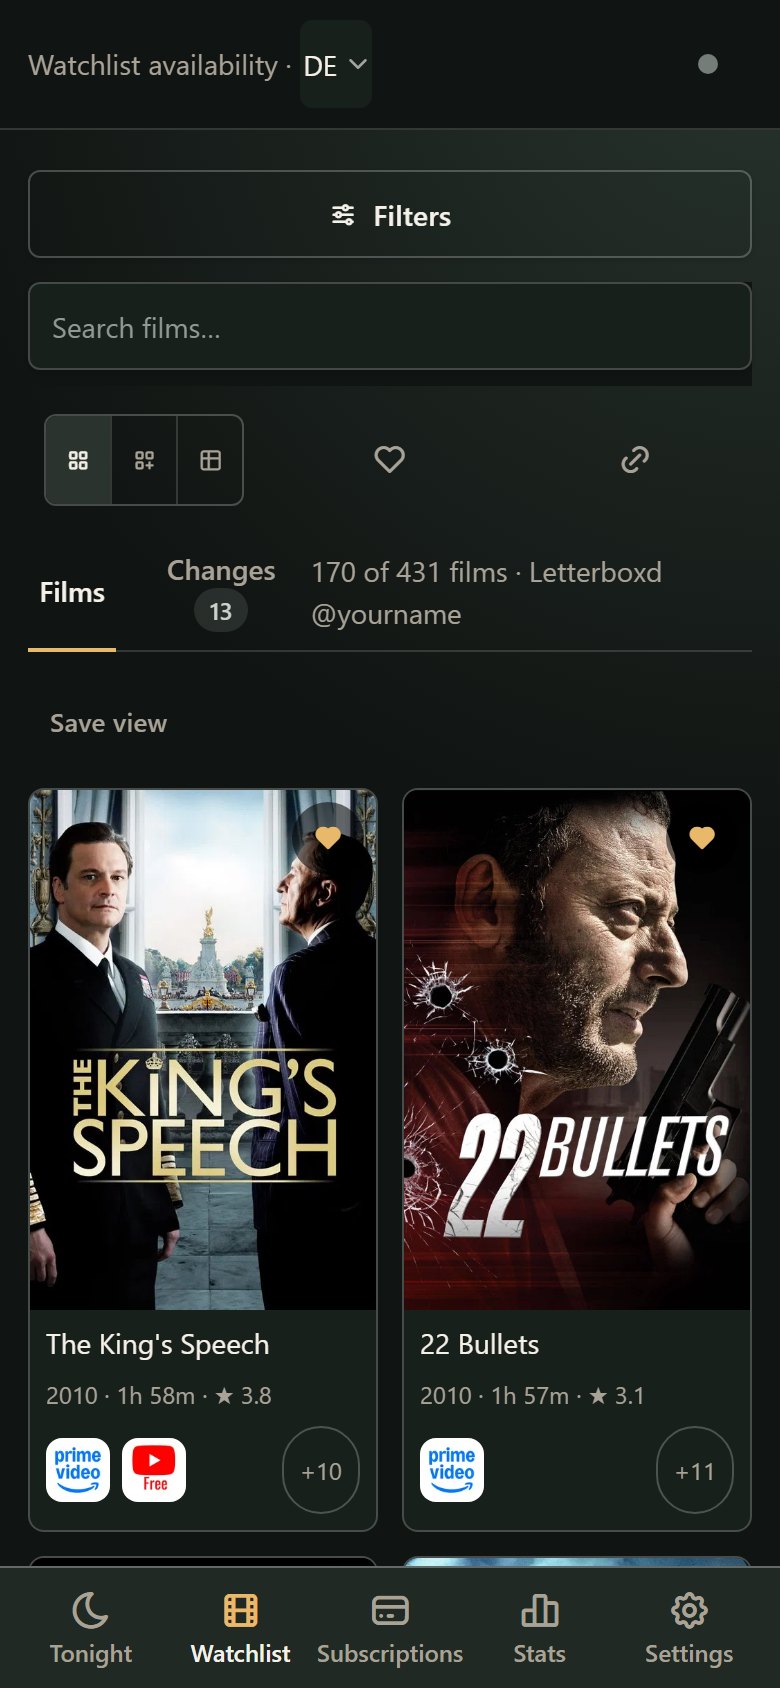 Watchlist availability · DE
Filters
Search films...
Films
Changes
13
170 of 431 films · Letterboxd
@yourname
Save view
THE KING'S
SPEECH
22 BULLETS
The King's Speech
2010 · 1h 58m · ★ 3.8
prime video
Free
+10
22 Bullets
2010 · 1h 57m · ★ 3.1
prime video
+11
Tonight
Watchlist
Subscriptions
Stats
Settings